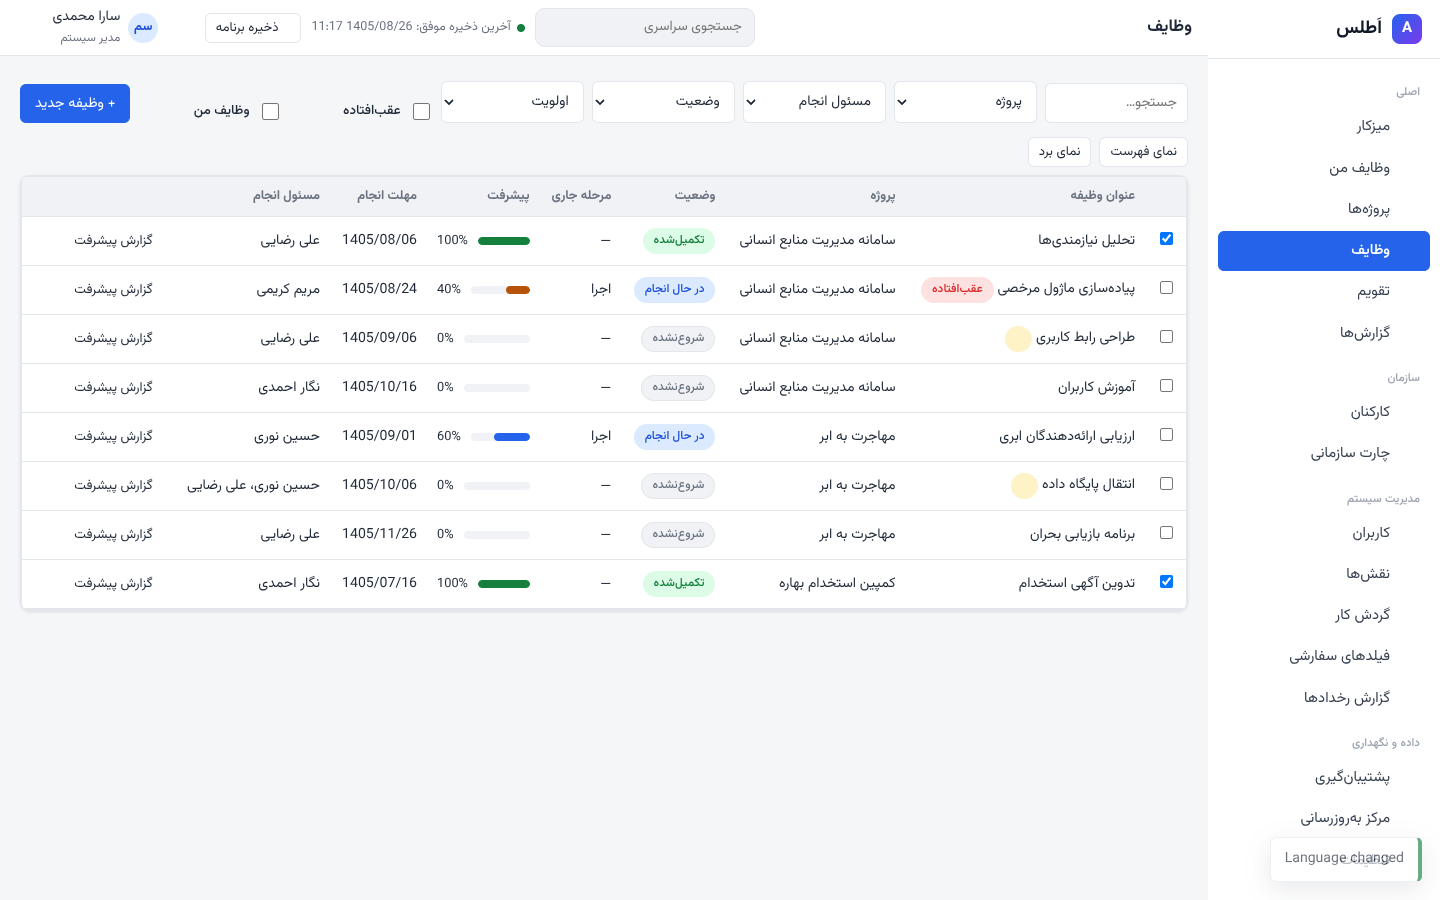 A
آطلس
اصلی
میزکار
وظایف من
پروژه‌ها
وظایف
تقویم
گزارش‌ها
سازمان
کارکنان
چارت سازمانی
مدیریت سیستم
کاربران
نقش‌ها
گردش کار
فیلدهای سفارشی
گزارش رخدادها
داده و نگهداری
پشتیبان‌گیری
مرکز به‌روزرسانی
Language changed
وظایف
جستجوی سراسری
آخرین ذخیره موفق: 1405/08/26 11:17
ذخیره برنامه
سم
سارا محمدی
مدیر سیستم
جستجو...
پروژه
مسئول انجام
وضعیت
اولویت
عقب‌افتاده
وظایف من
+ وظیفه جدید
نمای فهرست
نمای برد
عنوان وظیفه پروژه وضعیت مرحله جاری پیشرفت مهلت انجام مسئول انجام
تحلیل نیازمندی‌ها سامانه مدیریت منابع انسانی تکمیل‌شده — 100% 1405/08/06 علی رضایی گزارش پیشرفت
پیاده‌سازی ماژول مرخصی عقب‌افتاده سامانه مدیریت منابع انسانی در حال انجام اجرا 40% 1405/08/24 مریم کریمی گزارش پیشرفت
طراحی رابط کاربری سامانه مدیریت منابع انسانی شروع‌نشده — 0% 1405/09/06 علی رضایی گزارش پیشرفت
آموزش کاربران سامانه مدیریت منابع انسانی شروع‌نشده — 0% 1405/10/16 نگار احمدی گزارش پیشرفت
ارزیابی ارائه‌دهندگان ابری مهاجرت به ابر در حال انجام اجرا 60% 1405/09/01 حسین نوری گزارش پیشرفت
انتقال پایگاه داده مهاجرت به ابر شروع‌نشده — 0% 1405/10/06 حسین نوری، علی رضایی گزارش پیشرفت
برنامه بازیابی بحران مهاجرت به ابر شروع‌نشده — 0% 1405/11/26 علی رضایی گزارش پیشرفت
تدوین آگهی استخدام کمپین استخدام بهاره تکمیل‌شده — 100% 1405/07/16 نگار احمدی گزارش پیشرفت